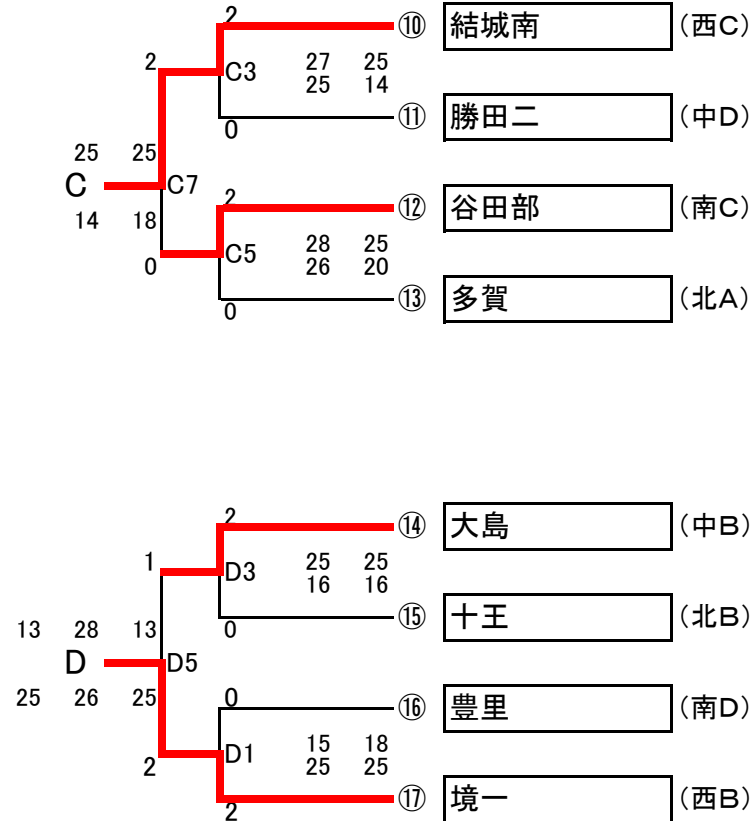 2 ⑩ 結城南 (西C)
2 C3 27 25
25 14
0 ⑪ 勝田二 (中D)
25 25
C C7
14 18
2 ⑫ 谷田部 (南C)
0 C5 28 25
26 20
0 ⑬ 多賀 (北A)
2 ⑭ 大島 (中B)
1 D3 25 25
16 16
0 ⑮ 十王 (北B)
13 28 13
D D5
25 26 25
0 ⑯ 豊里 (南D)
2 D1 15 18
25 25
2 ⑰ 境一 (西B)